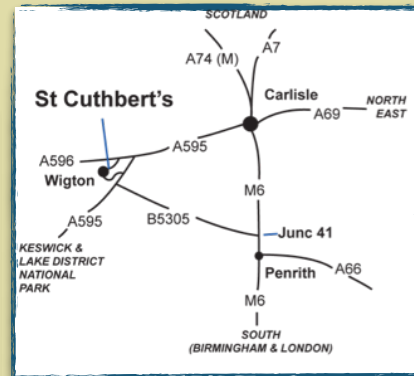 SCOTLAND
A7
A74 (M)
St Cuthbert's
Carlisle
NORTH
EAST
A69
A595
A596
Wigton
M6
A595
B5305
Junc 41
KESWICK &
LAKE DISTRICT
NATIONAL
PARK
Penrith
A66
M6
SOUTH
(BIRMINGHAM & LONDON)